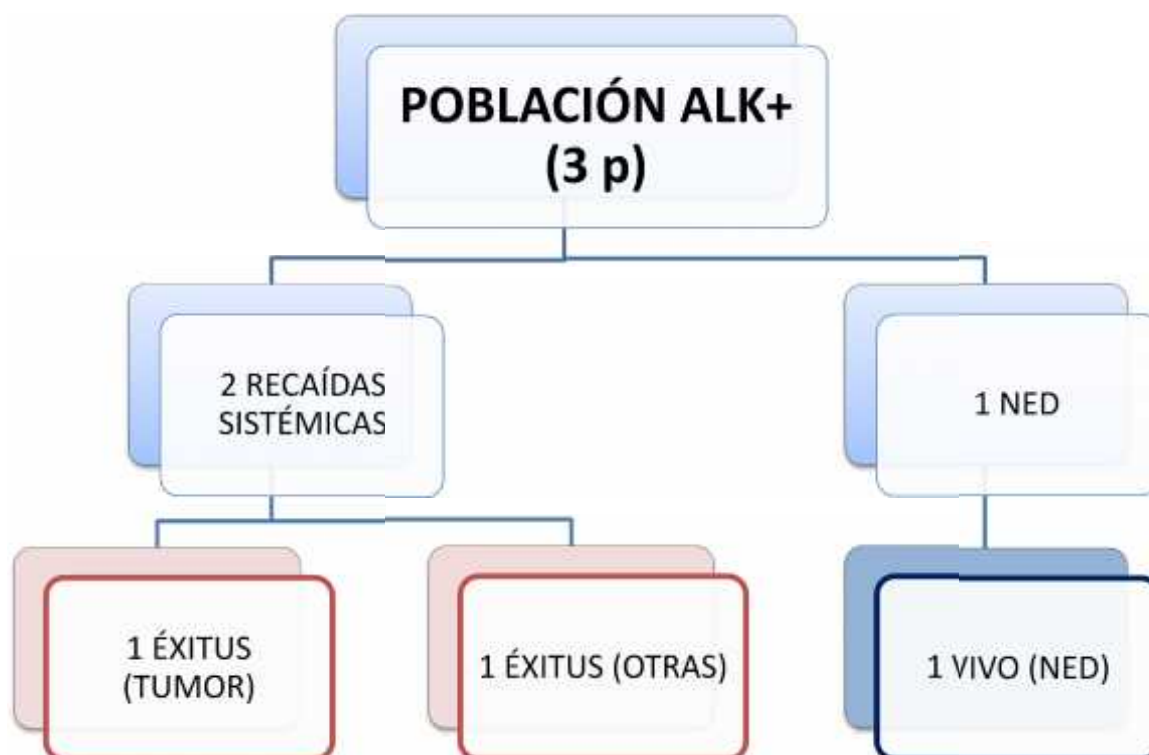 POBLACIÓN ALK+
(3 p)
2 RECAÍDAS
SISTÉMICAS
1 NED
1 ÉXITUS
(TUMOR)
1 ÉXITUS (OTRAS)
1 VIVO (NED)